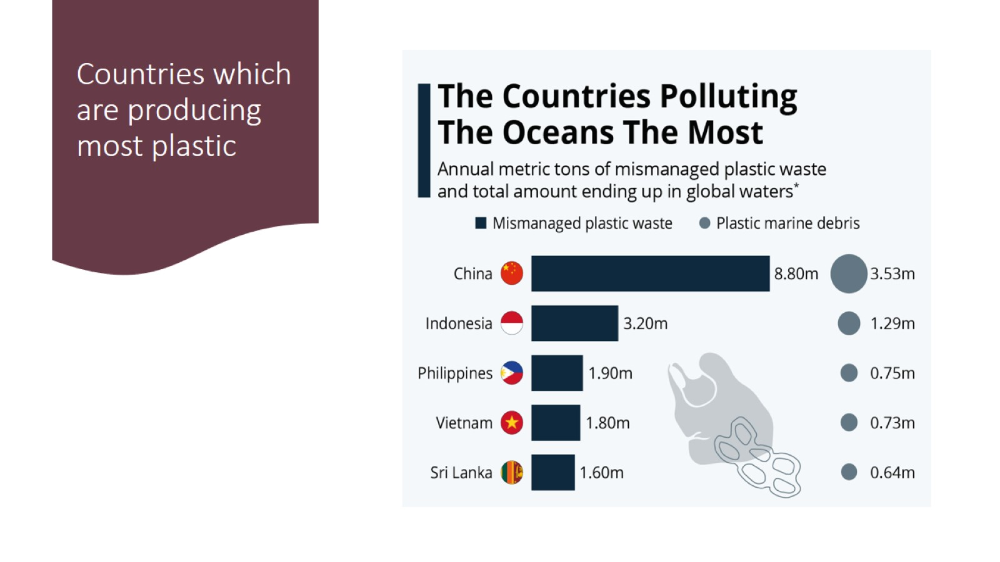 Countries which
are producing
most plastic
The Countries Polluting
The Oceans The Most
Annual metric tons of mismanaged plastic waste
and total amount ending up in global waters*
Mismanaged plastic waste Plastic marine debris
China 8.80m 3.53m
Indonesia 3.20m 1.29m
Philippines 1.90m 0.75m
Vietnam 1.80m 0.73m
Sri Lanka 1.60m 0.64m